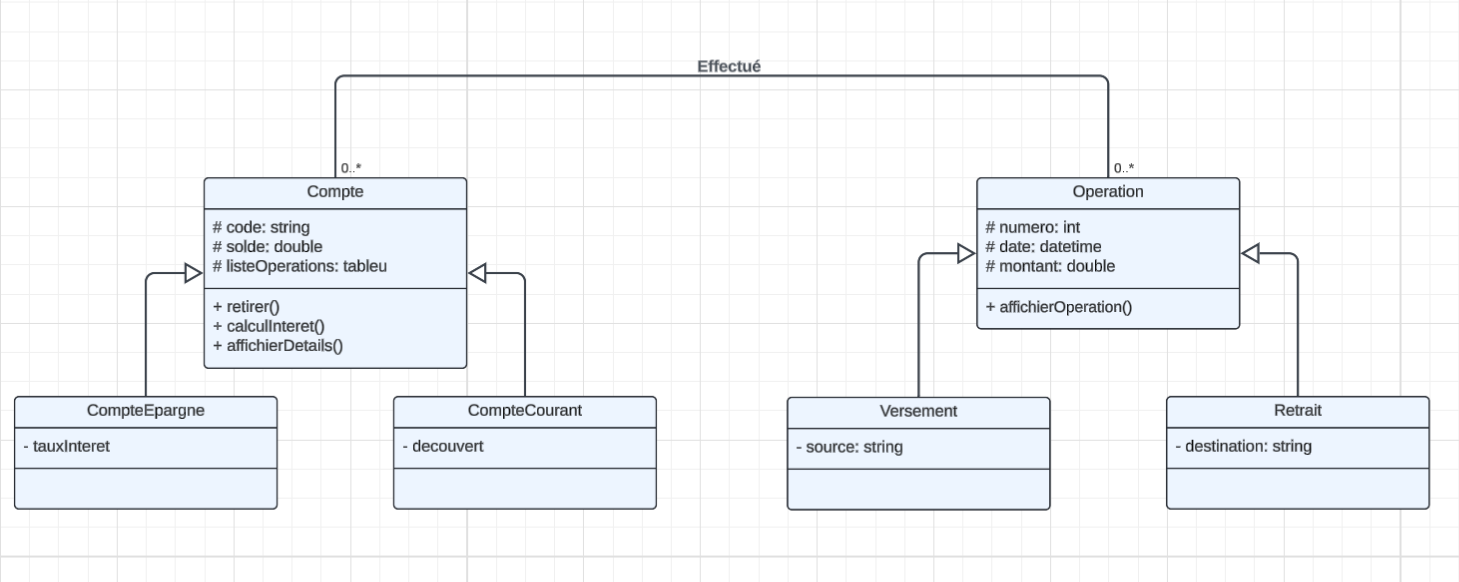 Effectué
0..*
0..*
Compte
# code: string
# solde: double
# listeOperations: tableu
+ retirer()
+ calculInteret()
+ affichierDetails()
Operation
# numero: int
# date: datetime
# montant: double
+ affichierOperation()
CompteEpargne
- tauxInteret
CompteCourant
- decouvert
Versement
- source: string
Retrait
- destination: string